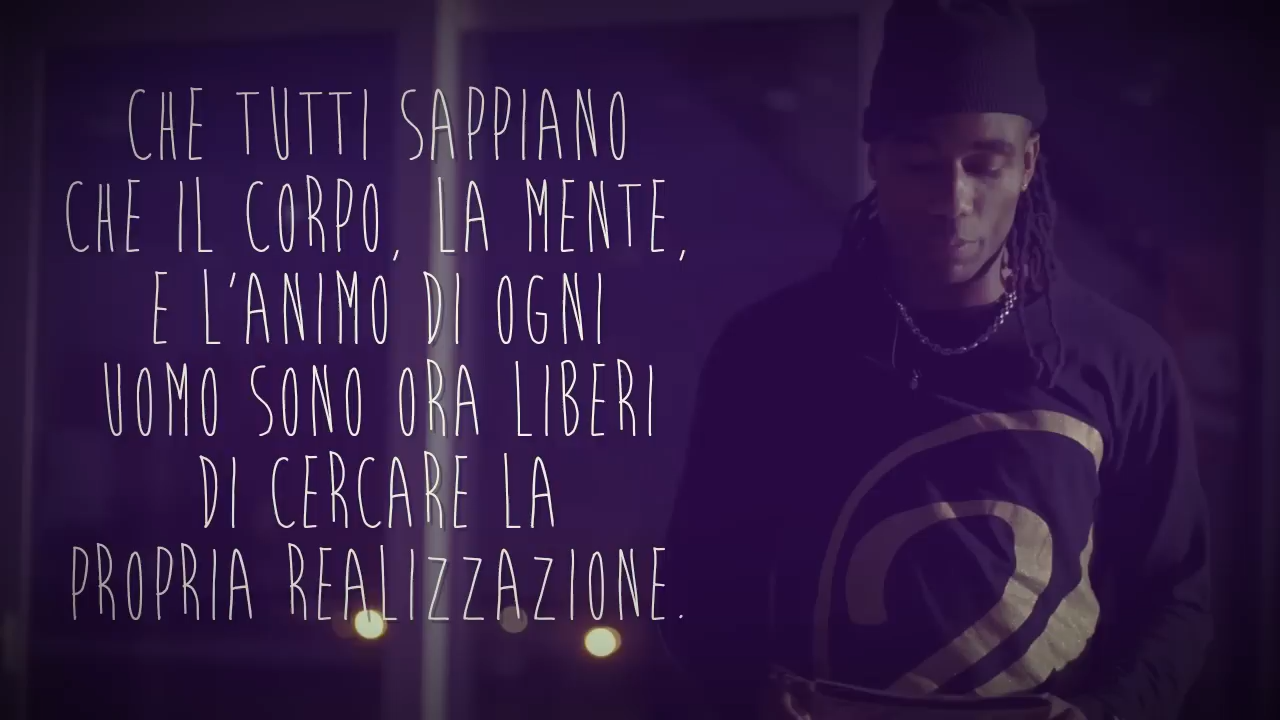 CHE TUTTI SAPPIANO
CHE IL CORPO, LA MENTE,
E L'ANIMO DI OGNI
UOMO SONO ORA LIBERI
DI CERCARE LA
PROPRIA REALIZZAZIONE.
2